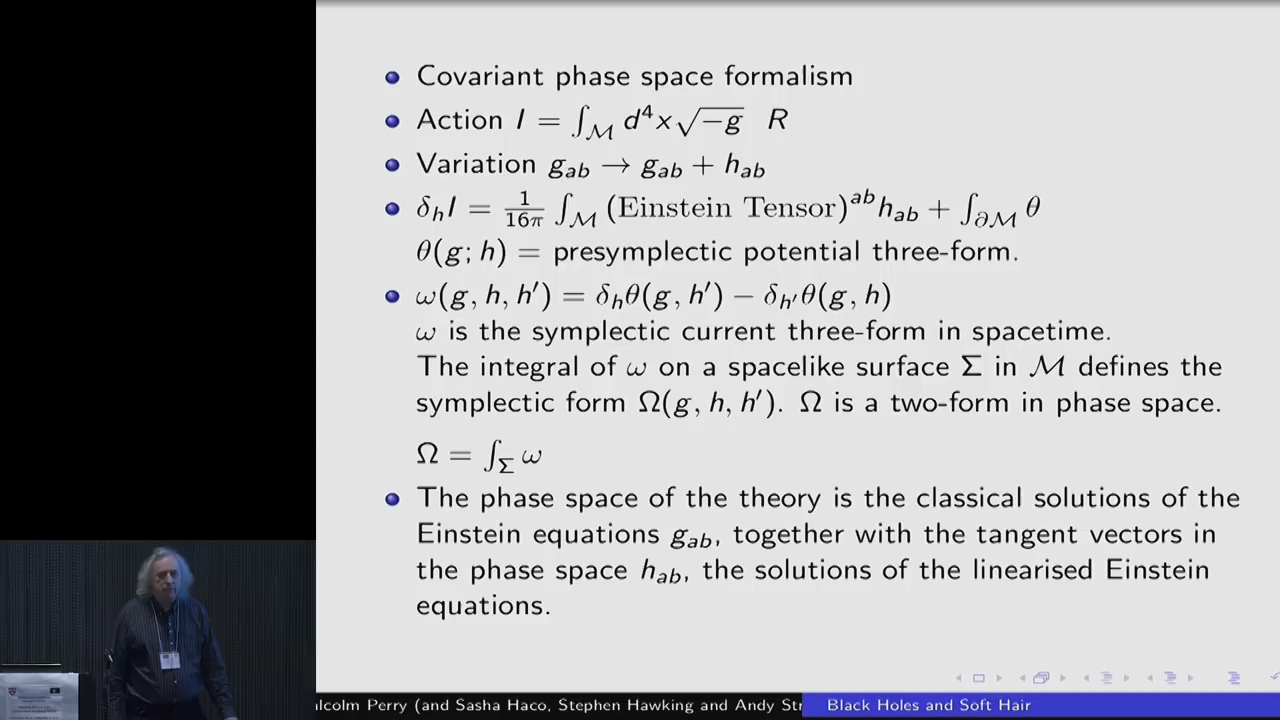 Covariant phase space formalism
Action I = ∫_M d⁴x√−g R
Variation g_ab → g_ab + h_ab
δ_h I = 1/16π ∫_M (Einstein Tensor)^ab h_ab + ∫_∂M θ
θ(g; h) = presymplectic potential three-form.
ω(g, h, h′) = δ_h θ(g, h′) − δ_h′ θ(g, h)
ω is the symplectic current three-form in spacetime.
The integral of ω on a spacelike surface Σ in M defines the
symplectic form Ω(g, h, h′). Ω is a two-form in phase space.
Ω = ∫_Σ ω
The phase space of the theory is the classical solutions of the
Einstein equations g_ab, together with the tangent vectors in
the phase space h_ab, the solutions of the linearised Einstein
equations.
alcolm Perry (and Sasha Haco, Stephen Hawking and Andy Str
Black Holes and Soft Hair